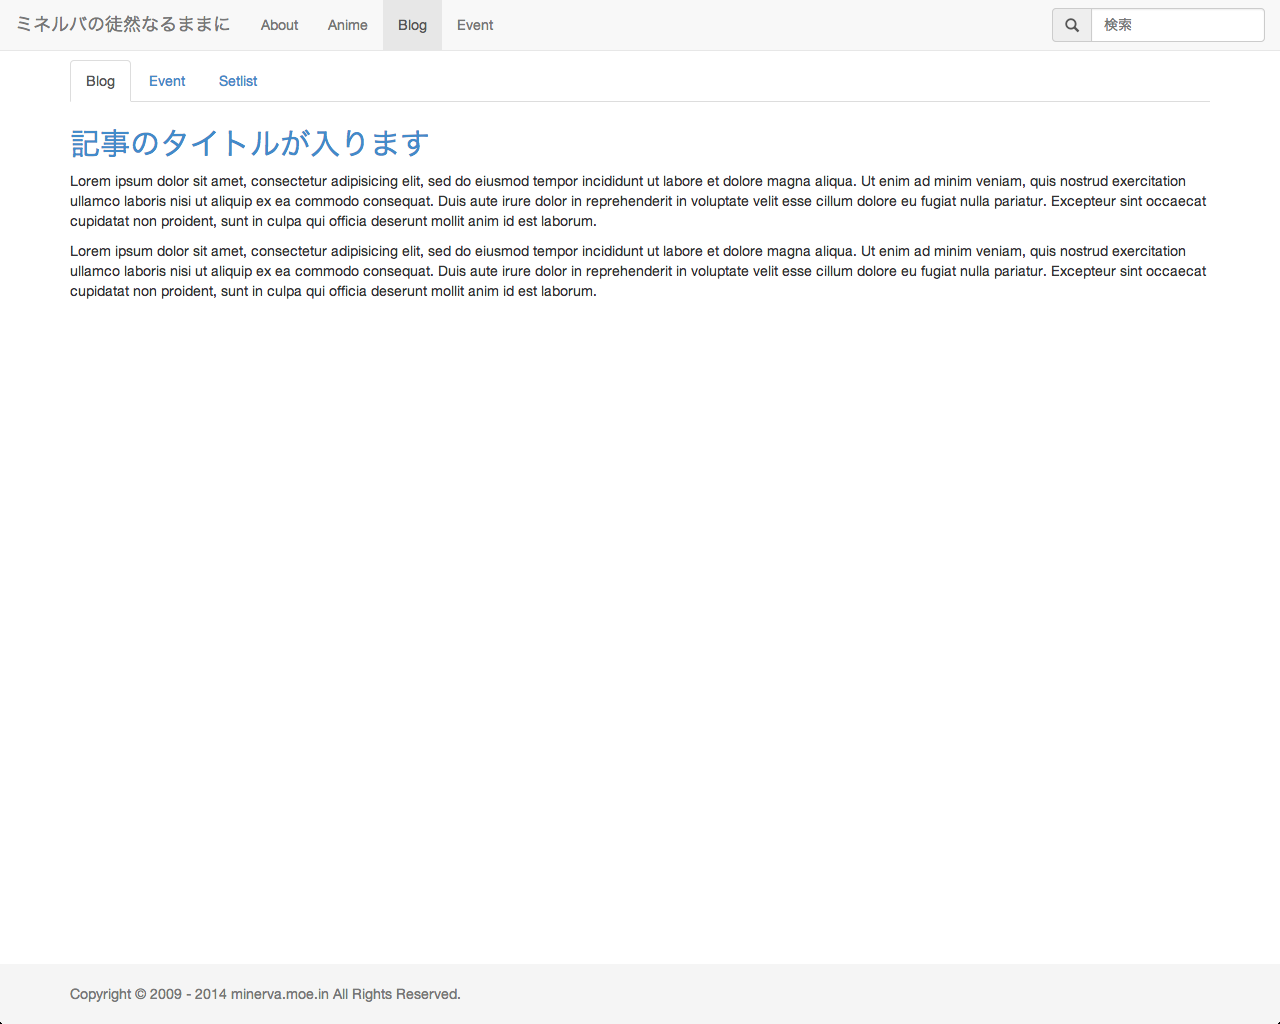 ミネルバの徒然なるままに About Anime Blog Event 検索
Blog Event Setlist
記事のタイトルが入ります
Lorem ipsum dolor sit amet, consectetur adipisicing elit, sed do eiusmod tempor incididunt ut labore et dolore magna aliqua. Ut enim ad minim veniam, quis nostrud exercitation
ullamco laboris nisi ut aliquip ex ea commodo consequat. Duis aute irure dolor in reprehenderit in voluptate velit esse cillum dolore eu fugiat nulla pariatur. Excepteur sint occaecat
cupidatat non proident, sunt in culpa qui officia deserunt mollit anim id est laborum.
Lorem ipsum dolor sit amet, consectetur adipisicing elit, sed do eiusmod tempor incididunt ut labore et dolore magna aliqua. Ut enim ad minim veniam, quis nostrud exercitation
ullamco laboris nisi ut aliquip ex ea commodo consequat. Duis aute irure dolor in reprehenderit in voluptate velit esse cillum dolore eu fugiat nulla pariatur. Excepteur sint occaecat
cupidatat non proident, sunt in culpa qui officia deserunt mollit anim id est laborum.
Copyright © 2009 - 2014 minerva.moe.in All Rights Reserved.